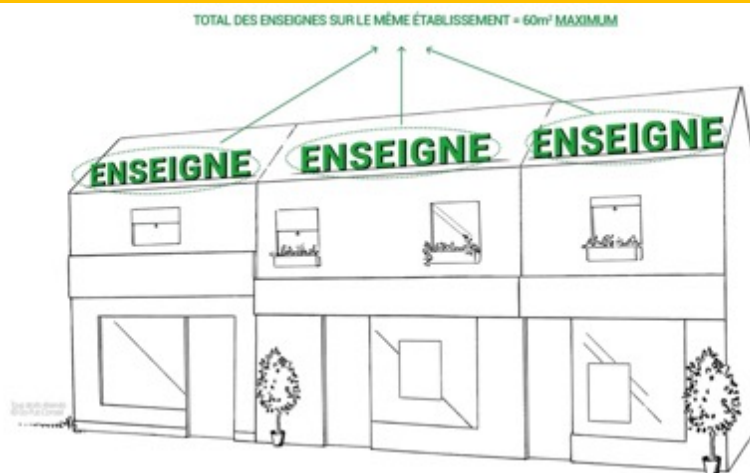 TOTAL DES ENSEIGNES SUR LE MÊME ÉTABLISSEMENT = 60m² MAXIMUM
ENSEIGNE
ENSEIGNE
ENSEIGNE